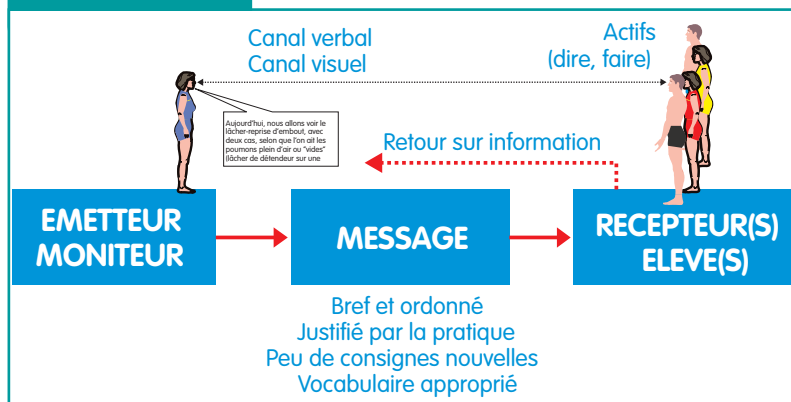 Canal verbal
Canal visuel
Actifs
(dire, faire)
Aujourd'hui, nous allons voir le
lâcher-reprise d'embout, avec
deux cas, selon que l'on ait les
poumons plein d'air ou "vides"
(lâcher de détendeur sur une
Retour sur information
EMETTEUR
MONITEUR
MESSAGE
RECEPTEUR(S)
ELEVE(S)
Bref et ordonné
Justifié par la pratique
Peu de consignes nouvelles
Vocabulaire approprié